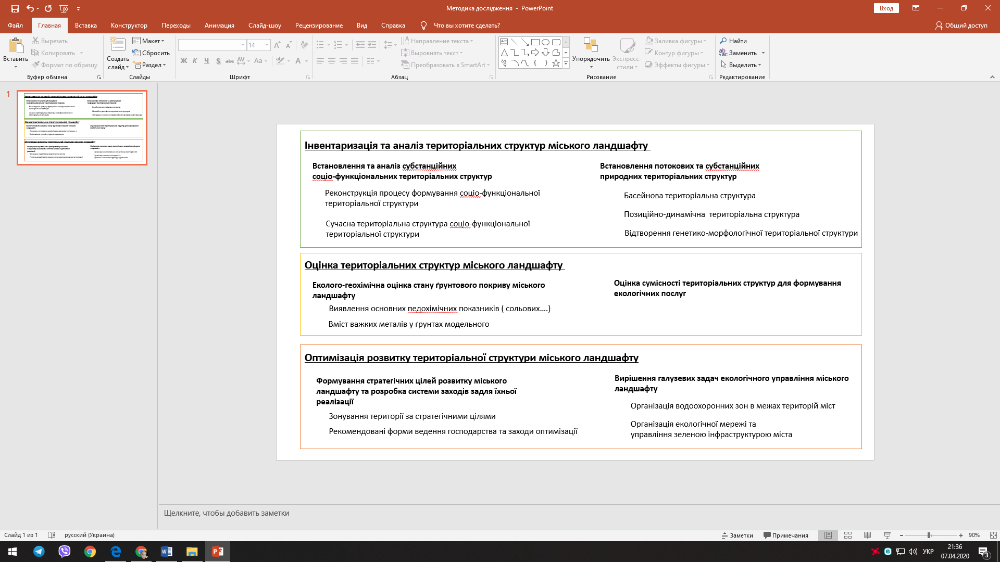 Методика дослідження - PowerPoint
Вход
Файл
Главная
Вставка
Конструктор
Переходы
Анимация
Слайд-шоу
Рецензирование
Вид
Справка
Что вы хотите сделать?
Общий доступ
Вставить
Вырезать
Копировать
Формат по образцу
Буфер обмена
Создать
слайд
Макет
Сбросить
Раздел
Слайды
14
Ж К Ч S abc AV Aa А
Шрифт
Направление текста
Выровнять текст
Преобразовать в SmartArt
Абзац
Упорядочить
Экспресс-
стили
Заливка фигуры
Контур фигуры
Эффекты фигуры
Рисование
Найти
Заменить
Выделить
Редактирование
1
Інвентаризація та аналіз територіальних структур міського ландшафту
Встановлення та аналіз субстанційних
соціо-функціональних територіальних структур
Реконструкція процесу формування соціо-функціональної
територіальної структури
Сучасна територіальна структура соціо-функціональної
територіальної структури
Встановлення потокових та субстанційних
природних територіальних структур
Басейнова територіальна структура
Позиційно-динамічна територіальна структура
Відтворення генетико-морфологічної територіальної структури
Оцінка територіальних структур міського ландшафту
Еколого-геохімічна оцінка стану ґрунтового покриву міського
ландшафту
Виявлення основних педохімічних показників ( сольових….)
Вміст важких металів у ґрунтах модельного
Оцінка сумісності територіальних структур для формування
екологічних послуг
Оптимізація розвитку територіальної структури міського ландшафту
Формування стратегічних цілей розвитку міського
ландшафту та розробка системи заходів задля їхньої
реалізації
Зонування території за стратегічними цілями
Рекомендовані форми ведення господарства та заходи оптимізації
Вирішення галузевих задач екологічного управління міського
ландшафту
Організація водоохоронних зон в межах територій міст
Організація екологічної мережі та
управління зеленою інфраструктурою міста
Щелкните, чтобы добавить заметки
Слайд 1 из 1
русский (Украина)
Заметки
Примечания
90%
УКР
21:36
07.04.2020
3